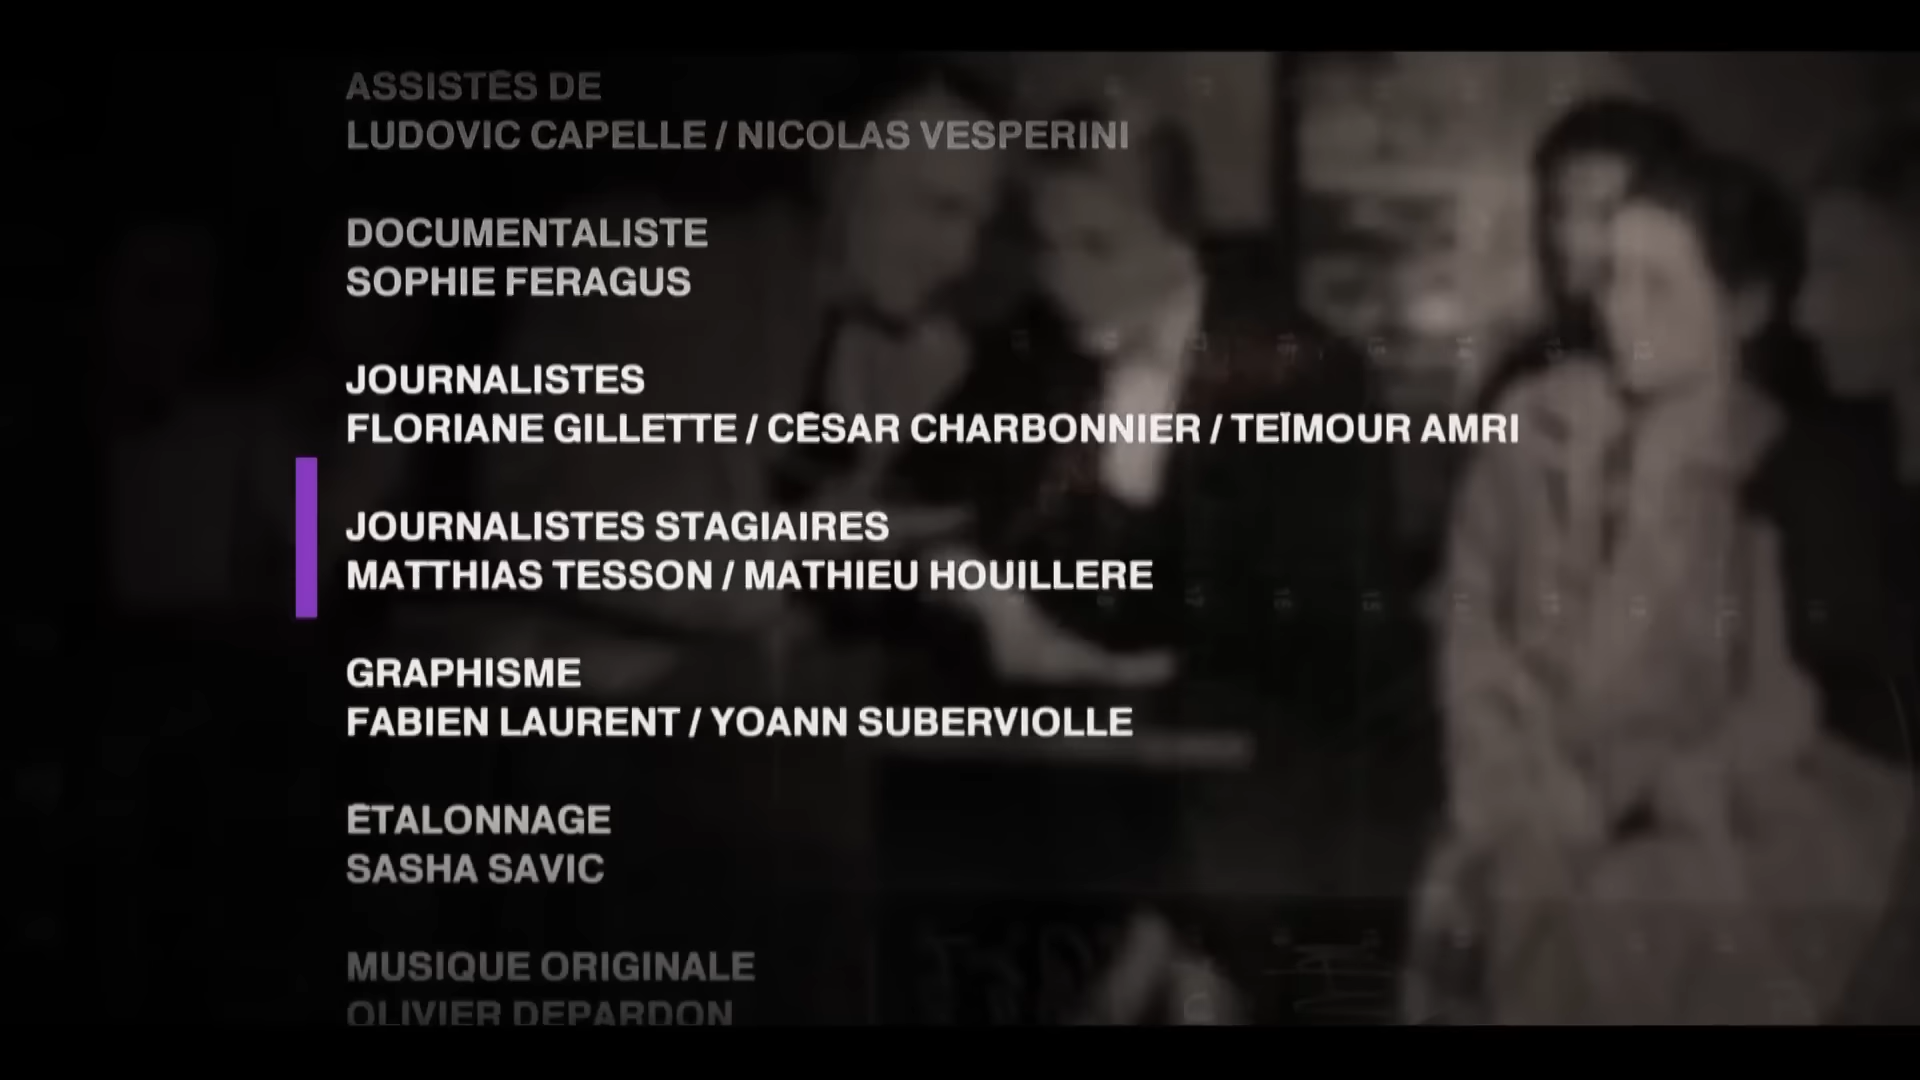 ASSISTÉS DE
LUDOVIC CAPELLE / NICOLAS VESPERINI
DOCUMENTALISTE
SOPHIE FERAGUS
JOURNALISTES
FLORIANE GILLETTE / CÉSAR CHARBONNIER / TEÏMOUR AMRI
JOURNALISTES STAGIAIRES
MATTHIAS TESSON / MATHIEU HOUILLERE
GRAPHISME
FABIEN LAURENT / YOANN SUBERVIOLLE
ÉTALONNAGE
SASHA SAVIC
MUSIQUE ORIGINALE
OLIVIER DEPARDON